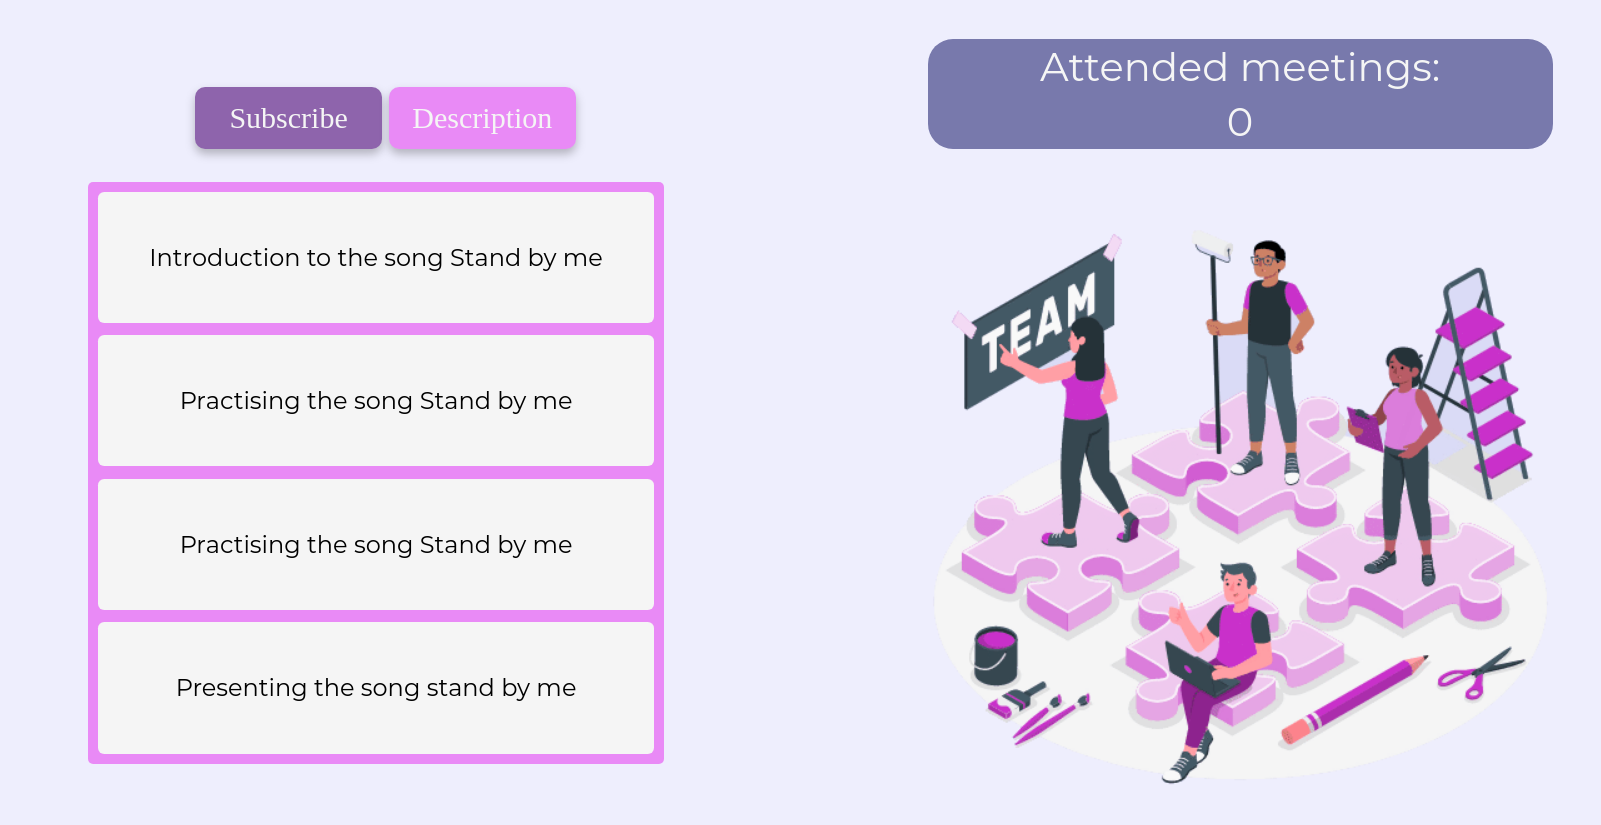 Subscribe
Description
Introduction to the song Stand by me
Practising the song Stand by me
Practising the song Stand by me
Presenting the song stand by me
Attended meetings:
0
TEAM